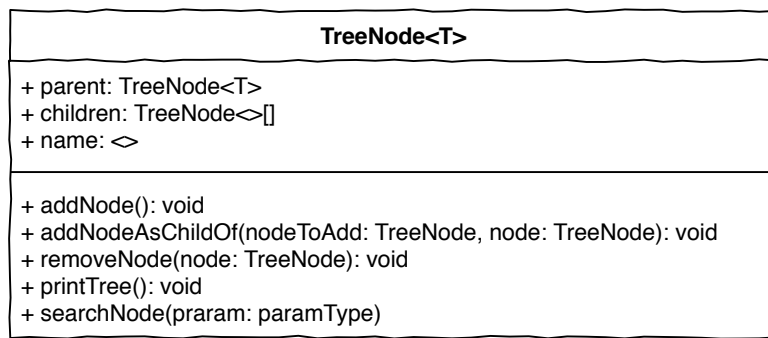 TreeNode<T>
+ parent: TreeNode<T>
+ children: TreeNode<>[]
+ name: <>
+ addNode(): void
+ addNodeAsChildOf(nodeToAdd: TreeNode, node: TreeNode): void
+ removeNode(node: TreeNode): void
+ printTree(): void
+ searchNode(praram: paramType)